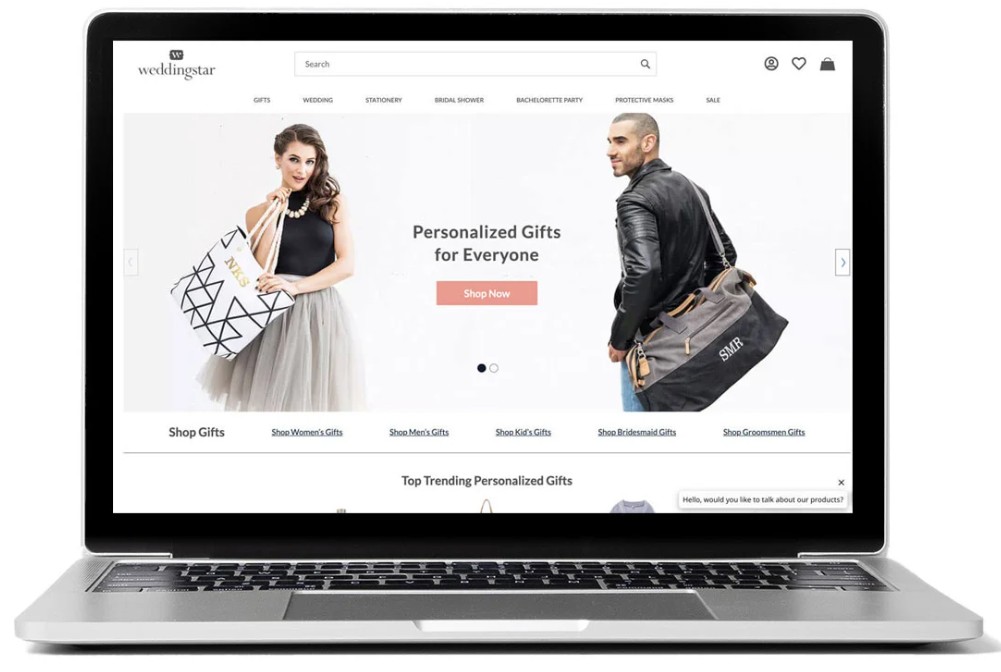 w
weddingstar
Search
GIFTS WEDDING STATIONERY BRIDAL SHOWER BACHELORETTE PARTY PROTECTIVE MASKS SALE
NKS
Personalized Gifts
for Everyone
Shop Now
SMR
Shop Gifts Shop Women's Gifts Shop Men's Gifts Shop Kid's Gifts Shop Bridesmaid Gifts Shop Groomsmen Gifts
Top Trending Personalized Gifts
Hello, would you like to talk about our products?